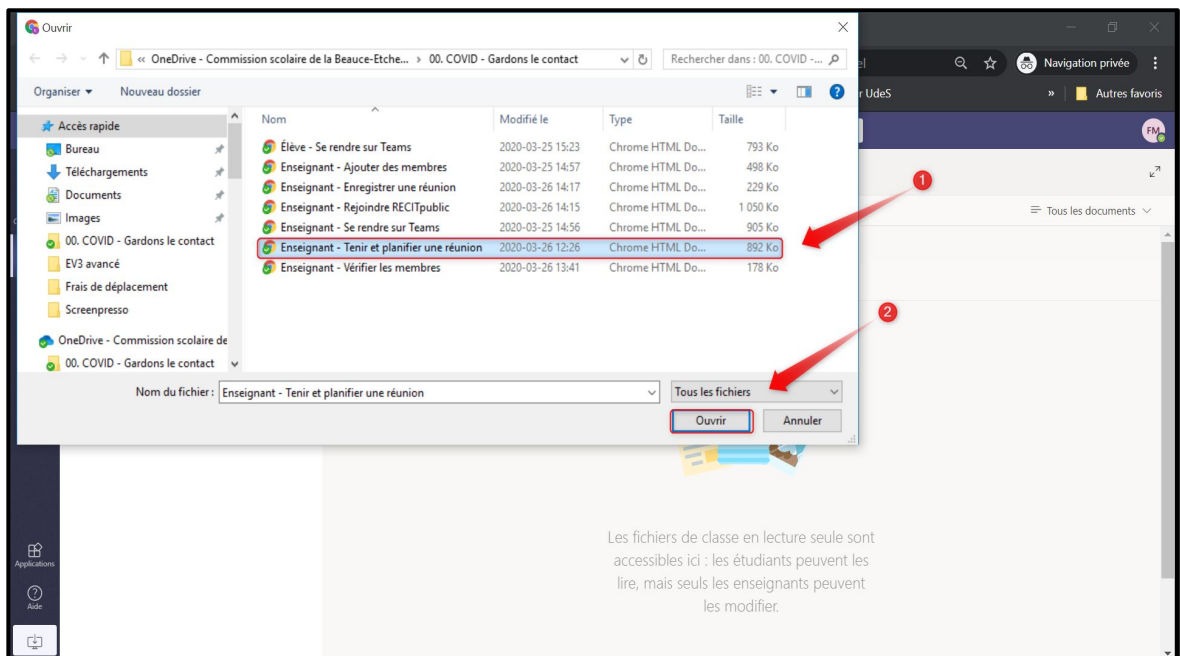 Ouvrir
« OneDrive - Commission scolaire de la Beauce-Etche... › 00. COVID - Gardons le contact
Rechercher dans : 00. COVID -...
Navigation privée
Organiser
Nouveau dossier
r UdeS
»
Autres favoris
Accès rapide
Bureau
Téléchargements
Documents
Images
00. COVID - Gardons le contact
EV3 avancé
Frais de déplacement
Screenpresso
OneDrive - Commission scolaire de
00. COVID - Gardons le contact
Nom Modifié le Type Taille
Élève - Se rendre sur Teams 2020-03-25 15:23 Chrome HTML Do... 793 Ko
Enseignant - Ajouter des membres 2020-03-25 14:57 Chrome HTML Do... 498 Ko
Enseignant - Enregistrer une réunion 2020-03-26 14:17 Chrome HTML Do... 229 Ko
Enseignant - Rejoindre RECITpublic 2020-03-26 14:15 Chrome HTML Do... 1 050 Ko
Enseignant - Se rendre sur Teams 2020-03-25 14:56 Chrome HTML Do... 905 Ko
Enseignant - Tenir et planifier une réunion 2020-03-26 12:26 Chrome HTML Do... 892 Ko
Enseignant - Vérifier les membres 2020-03-26 13:41 Chrome HTML Do... 178 Ko
1
2
FM
Tous les documents
Nom du fichier : Enseignant - Tenir et planifier une réunion
Tous les fichiers
Ouvrir
Annuler
Les fichiers de classe en lecture seule sont
accessibles ici : les étudiants peuvent les
lire, mais seuls les enseignants peuvent
les modifier.
Applications
Aide